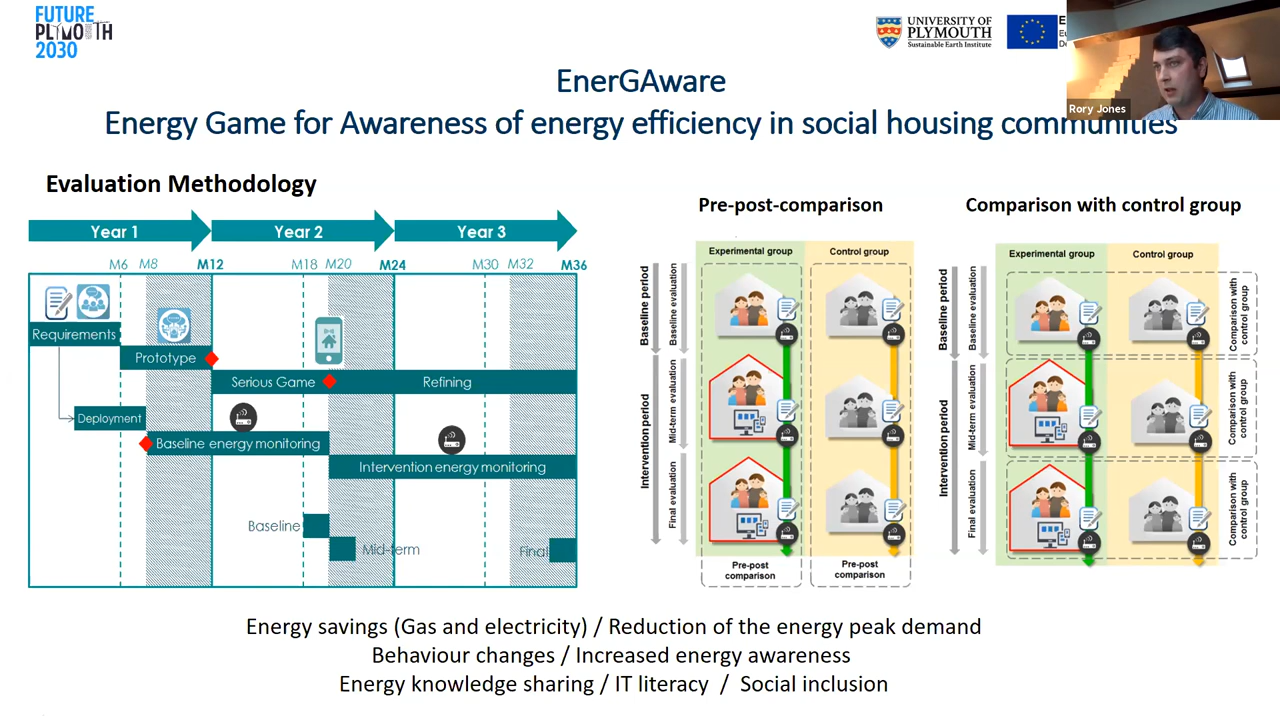 FUTURE
PLYMOUTH
2030
UNIVERSITY OF
PLYMOUTH
Sustainable Earth Institute
Rory Jones
EnerGAware
Energy Game for Awareness of energy efficiency in social housing communities
Evaluation Methodology
Year 1
Year 2
Year 3
M6
M8
M12
M18
M20
M24
M30
M32
M36
Requirements
Prototype
Serious Game
Refining
Deployment
Baseline energy monitoring
Intervention energy monitoring
Baseline
Mid-term
Final
Pre-post-comparison
Experimental group
Control group
Baseline period
Baseline evaluation
Intervention period
Mid-term evaluation
Final evaluation
Pre-post
comparison
Pre-post
comparison
Comparison with control group
Experimental group
Control group
Baseline period
Baseline evaluation
Intervention period
Mid-term evaluation
Final evaluation
Comparison with
control group
Comparison with
control group
Comparison with
control group
Energy savings (Gas and electricity) / Reduction of the energy peak demand
Behaviour changes / Increased energy awareness
Energy knowledge sharing / IT literacy / Social inclusion